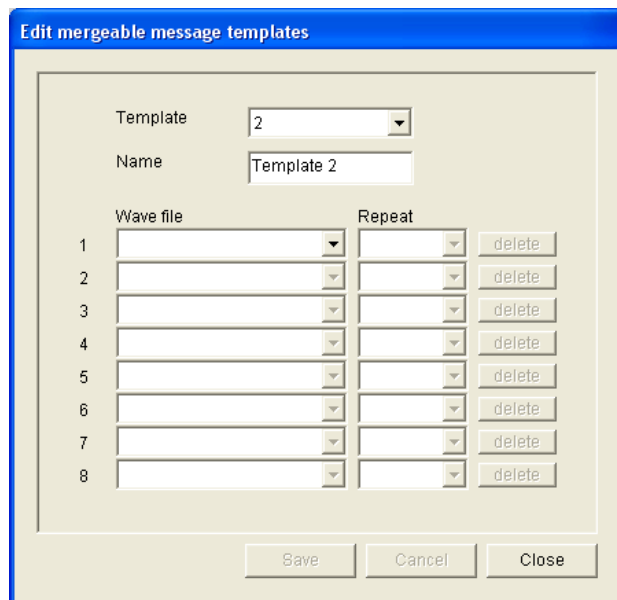 Edit mergeable message templates
Template 2
Name Template 2
Wave file Repeat
1 delete
2 delete
3 delete
4 delete
5 delete
6 delete
7 delete
8 delete
Save Cancel Close